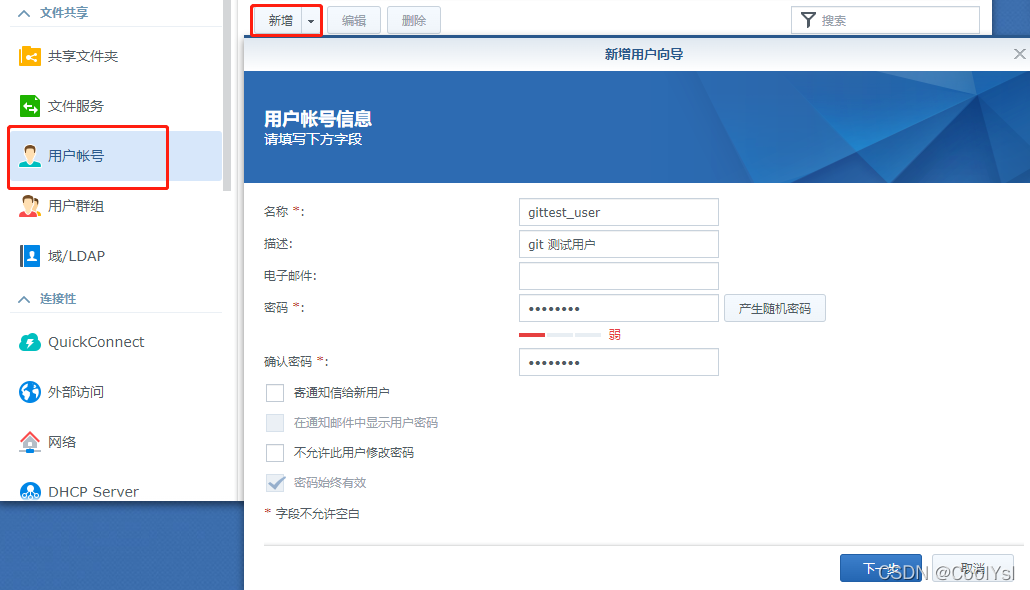 文件共享
共享文件夹
文件服务
用户帐号
用户群组
域/LDAP
连接性
QuickConnect
外部访问
网络
DHCP Server
新增 编辑 删除 搜索
新增用户向导
用户帐号信息
请填写下方字段
名称 *: gittest_user
描述: git 测试用户
电子邮件:
密码 *: •••••••• 产生随机密码
弱
确认密码 *: ••••••••
寄通知信给新用户
在通知邮件中显示用户密码
不允许此用户修改密码
密码始终有效
* 字段不允许空白
下一步 取消
CSDN @CoolYsl